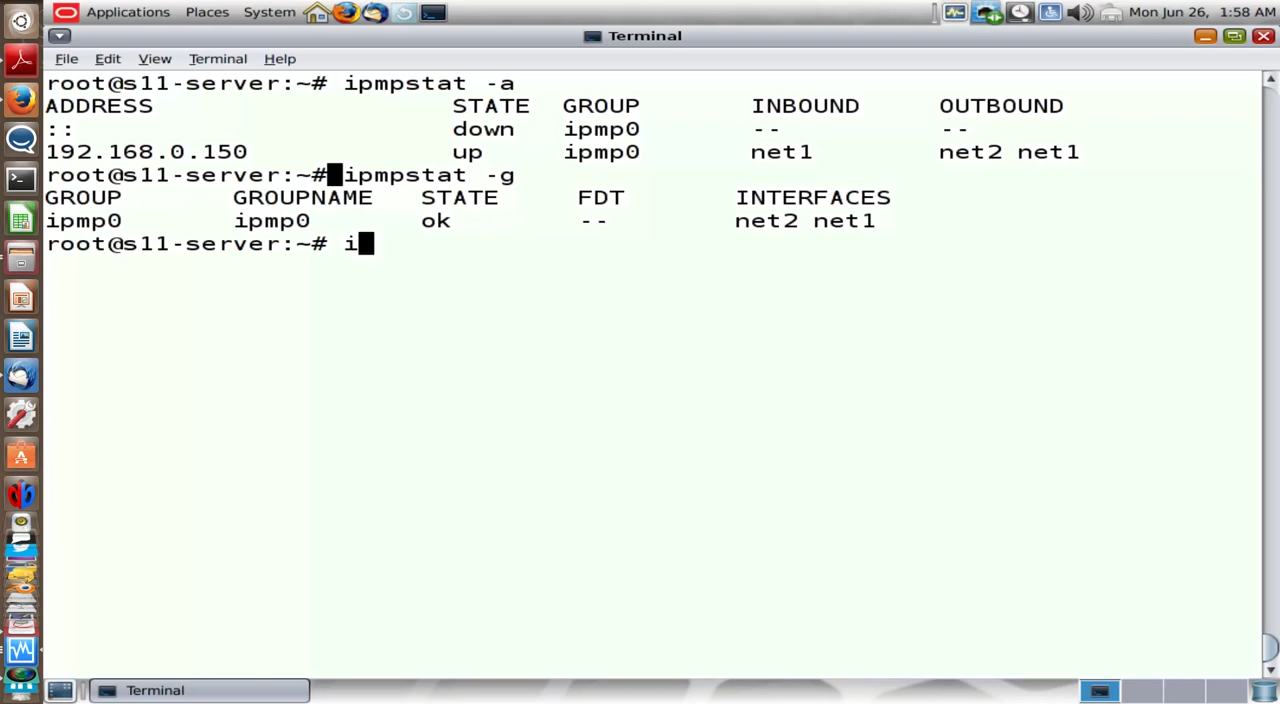 Applications Places System Mon Jun 26, 1:58 AM
Terminal
File Edit View Terminal Help
root@s11-server:~# ipmpstat -a
ADDRESS STATE GROUP INBOUND OUTBOUND
:: down ipmp0 -- --
192.168.0.150 up ipmp0 net1 net2 net1
root@s11-server:~# ipmpstat -g
GROUP GROUPNAME STATE FDT INTERFACES
ipmp0 ipmp0 ok -- net2 net1
root@s11-server:~# i
Terminal